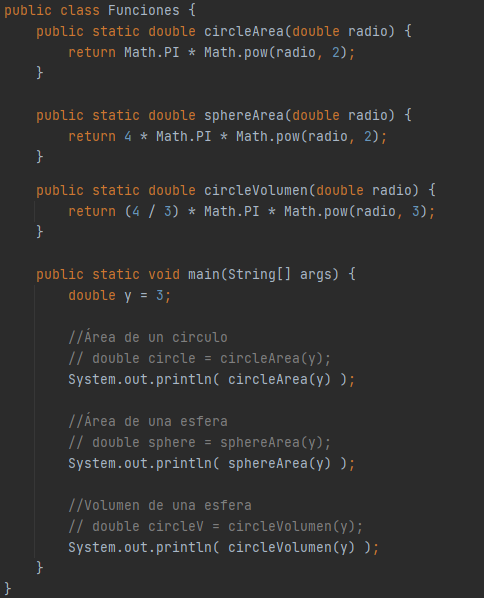 public class Funciones {
    public static double circleArea(double radio) {
        return Math.PI * Math.pow(radio, 2);
    }
    public static double sphereArea(double radio) {
        return 4 * Math.PI * Math.pow(radio, 2);
    }
    public static double circleVolumen(double radio) {
        return (4 / 3) * Math.PI * Math.pow(radio, 3);
    }
    public static void main(String[] args) {
        double y = 3;
        //Área de un circulo
        // double circle = circleArea(y);
        System.out.println( circleArea(y) );
        //Área de una esfera
        // double sphere = sphereArea(y);
        System.out.println( sphereArea(y) );
        //Volumen de una esfera
        // double circleV = circleVolumen(y);
        System.out.println( circleVolumen(y) );
    }
}